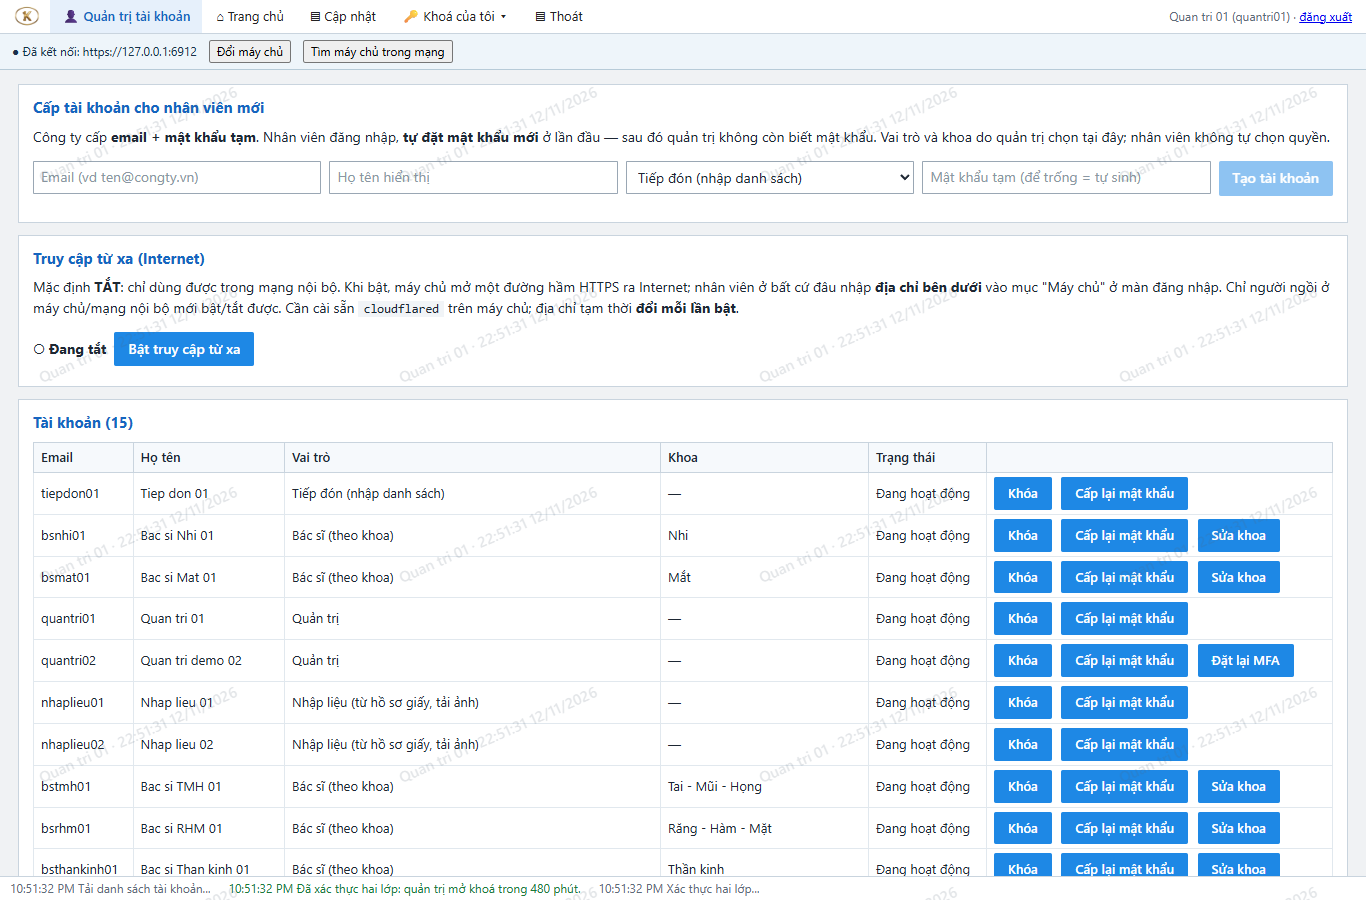 K
Quản trị tài khoản
Trang chủ
Cập nhật
Khoá của tôi
Thoát
Quan tri 01 (quantri01) · đăng xuất
● Đã kết nối: https://127.0.0.1:6912
Đổi máy chủ
Tìm máy chủ trong mạng
Cấp tài khoản cho nhân viên mới
Công ty cấp email + mật khẩu tạm. Nhân viên đăng nhập, tự đặt mật khẩu mới ở lần đầu — sau đó quản trị không còn biết mật khẩu. Vai trò và khoa do quản trị chọn tại đây; nhân viên không tự chọn quyền.
Email (vd ten@congty.vn)
Họ tên hiển thị
Tiếp đón (nhập danh sách)
Mật khẩu tạm (để trống = tự sinh)
Tạo tài khoản
Truy cập từ xa (Internet)
Mặc định TẮT: chỉ dùng được trong mạng nội bộ. Khi bật, máy chủ mở một đường hầm HTTPS ra Internet; nhân viên ở bất cứ đâu nhập địa chỉ bên dưới vào mục "Máy chủ" ở màn đăng nhập. Chỉ người ngồi ở
máy chủ/mạng nội bộ mới bật/tắt được. Cần cài sẵn cloudflared trên máy chủ; địa chỉ tạm thời đổi mỗi lần bật.
Đang tắt
Bật truy cập từ xa
Tài khoản (15)
Email Họ tên Vai trò Khoa Trạng thái
tiepdon01 Tiep don 01 Tiếp đón (nhập danh sách) — Đang hoạt động Khóa Cấp lại mật khẩu
bsnhi01 Bac si Nhi 01 Bác sĩ (theo khoa) Nhi Đang hoạt động Khóa Cấp lại mật khẩu Sửa khoa
bsmat01 Bac si Mat 01 Bác sĩ (theo khoa) Mắt Đang hoạt động Khóa Cấp lại mật khẩu Sửa khoa
quantri01 Quan tri 01 Quản trị — Đang hoạt động Khóa Cấp lại mật khẩu
quantri02 Quan tri demo 02 Quản trị — Đang hoạt động Khóa Cấp lại mật khẩu Đặt lại MFA
nhaplieu01 Nhap lieu 01 Nhập liệu (từ hồ sơ giấy, tải ảnh) — Đang hoạt động Khóa Cấp lại mật khẩu
nhaplieu02 Nhap lieu 02 Nhập liệu (từ hồ sơ giấy, tải ảnh) — Đang hoạt động Khóa Cấp lại mật khẩu
bstmh01 Bac si TMH 01 Bác sĩ (theo khoa) Tai - Mũi - Họng Đang hoạt động Khóa Cấp lại mật khẩu Sửa khoa
bsrhm01 Bac si RHM 01 Bác sĩ (theo khoa) Răng - Hàm - Mặt Đang hoạt động Khóa Cấp lại mật khẩu Sửa khoa
bsthankinh01 Bac si Than kinh 01 Bác sĩ (theo khoa) Thần kinh Đang hoạt động Khóa Cấp lại mật khẩu Sửa khoa
10:51:32 PM Tải danh sách tài khoản...
10:51:32 PM Đã xác thực hai lớp: quản trị mở khoá trong 480 phút.
10:51:32 PM Xác thực hai lớp...
Quan tri 01 · 22:51:31 12/11/2026